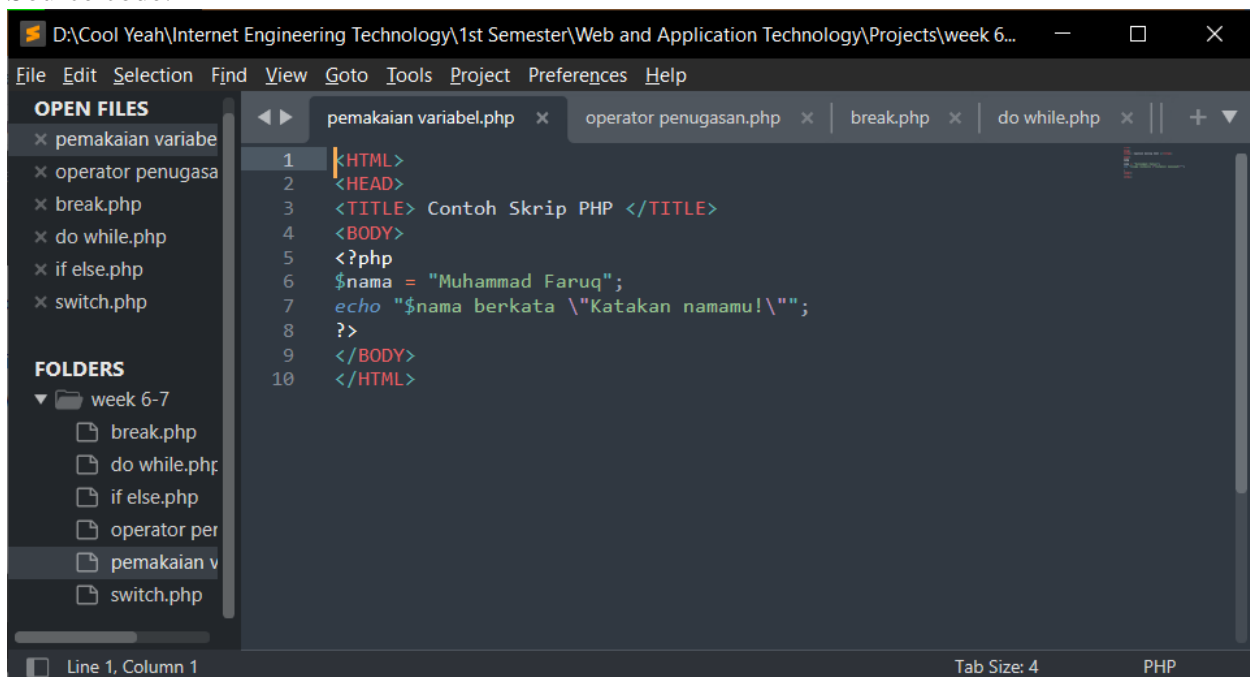 D:\Cool Yeah\Internet Engineering Technology\1st Semester\Web and Application Technology\Projects\week 6...
File Edit Selection Find View Goto Tools Project Preferences Help
OPEN FILES
pemakaian variabe
operator penugasa
break.php
do while.php
if else.php
switch.php
FOLDERS
week 6-7
break.php
do while.php
if else.php
operator per
pemakaian v
switch.php
pemakaian variabel.php operator penugasan.php break.php do while.php
1 <HTML>
2 <HEAD>
3 <TITLE> Contoh Skrip PHP </TITLE>
4 <BODY>
5 <?php
6 $nama = "Muhammad Faruq";
7 echo "$nama berkata \"Katakan namamu!\"";
8 ?>
9 </BODY>
10 </HTML>
Line 1, Column 1 Tab Size: 4 PHP